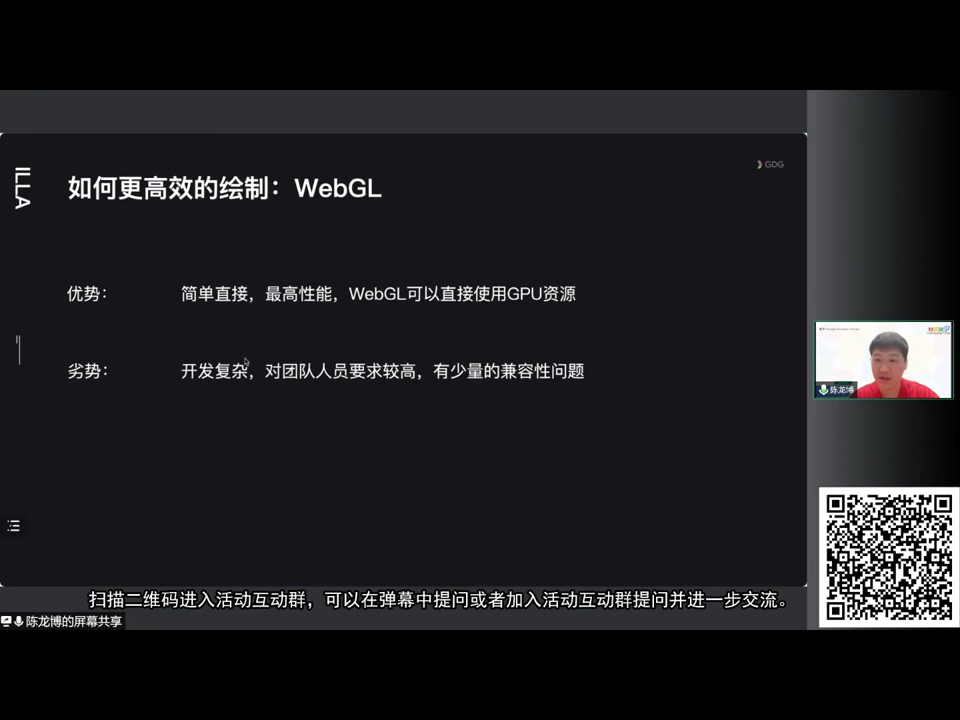 ILLA
GDG
如何更高效的绘制：WebGL
优势：
简单直接，最高性能，WebGL可以直接使用GPU资源
劣势：
开发复杂，对团队人员要求较高，有少量的兼容性问题
陈龙博
扫描二维码进入活动互动群，可以在弹幕中提问或者加入活动互动群提问并进一步交流。
陈龙博的屏幕共享